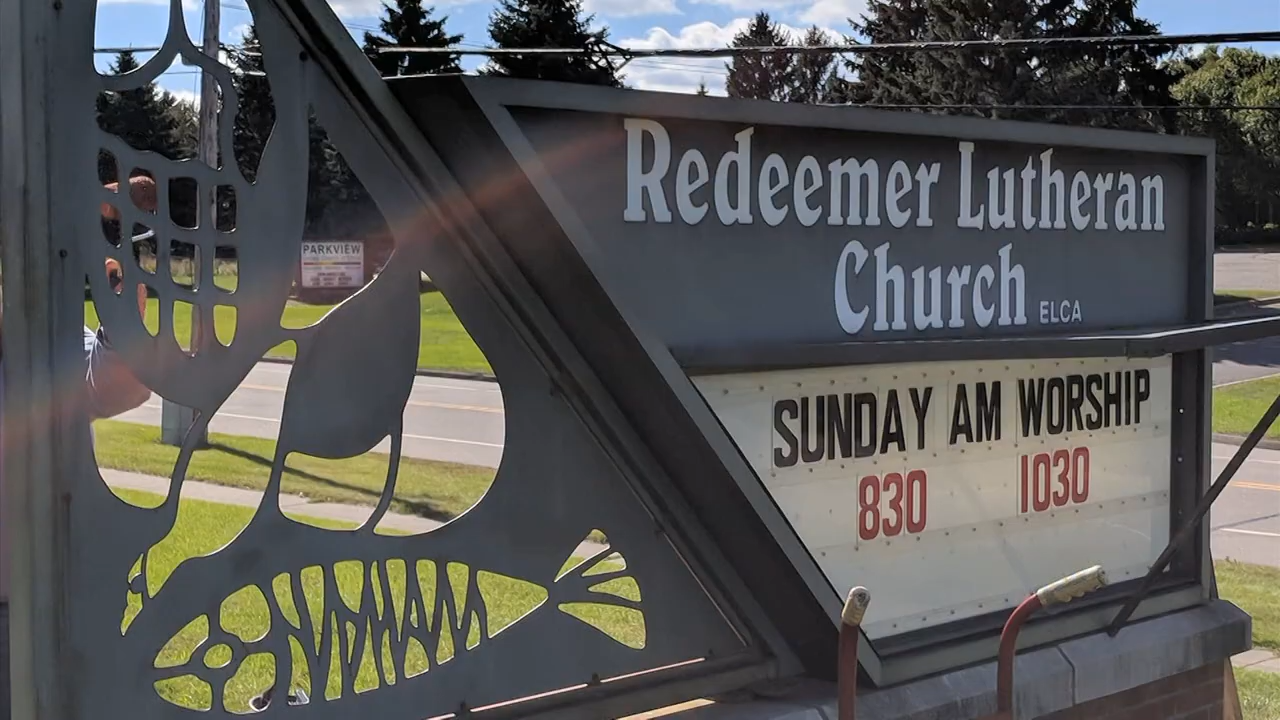 PARKVIEW
Redeemer Lutheran
Church ELCA
SUNDAY AM WORSHIP
830 1030